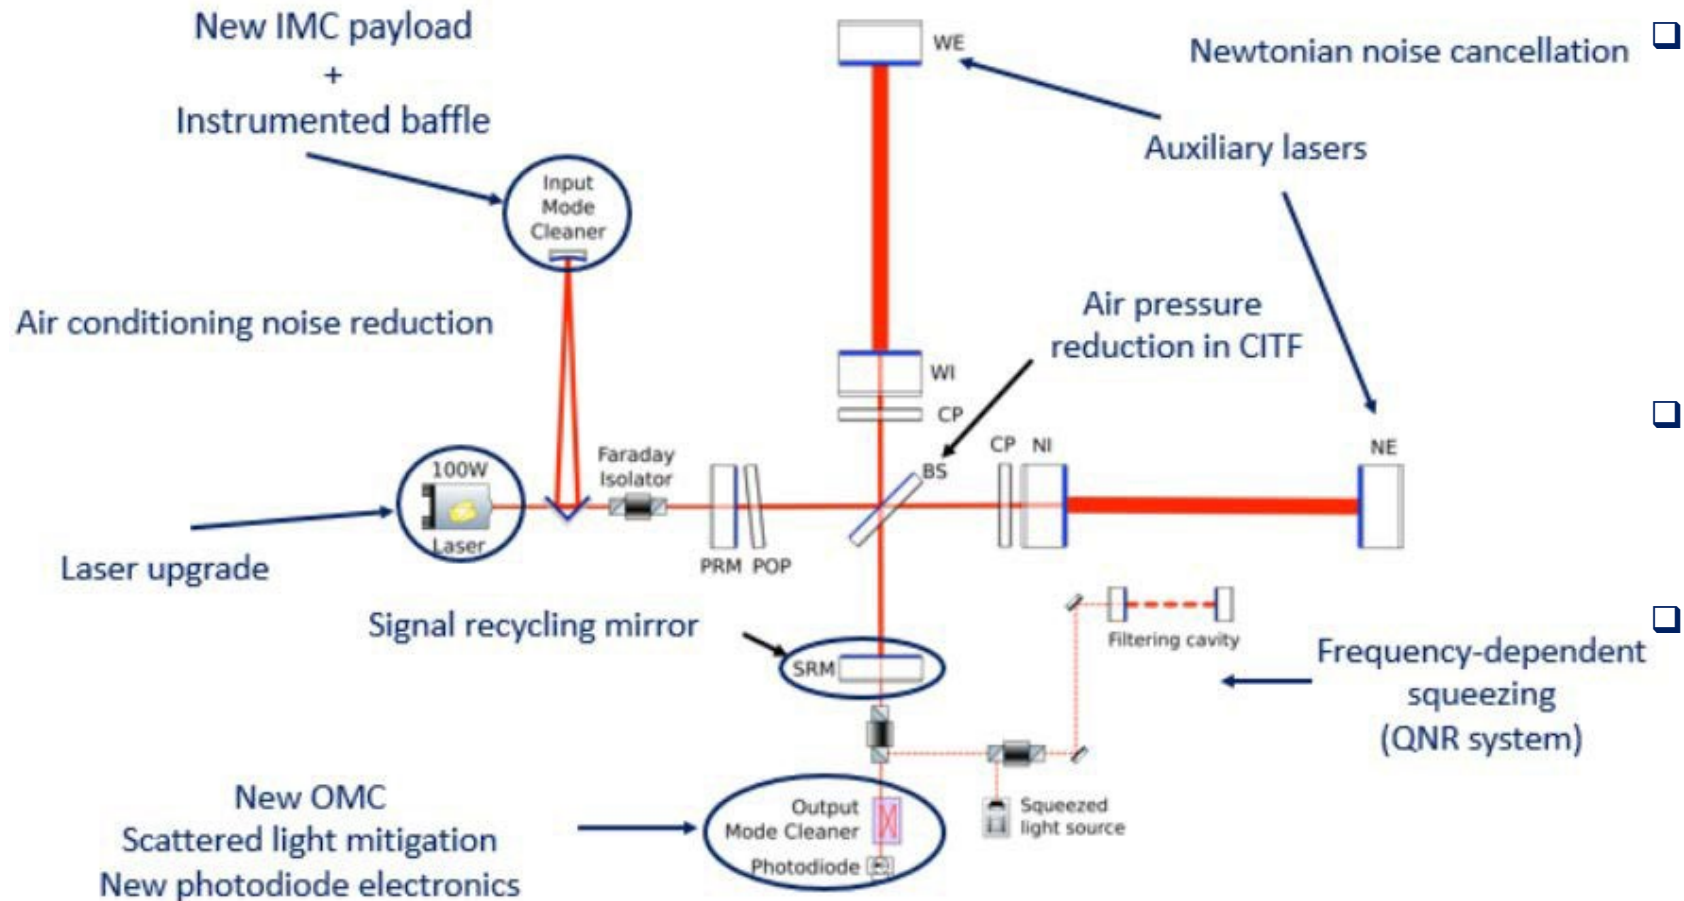 New IMC payload
+
Instrumented baffle
WE
Newtonian noise cancellation
Auxiliary lasers
Input
Mode
Cleaner
Air conditioning noise reduction
Air pressure
reduction in CITF
WI
CP
100W
Laser
Faraday
Isolator
BS
CP NI
NE
Laser upgrade
PRM POP
Signal recycling mirror
SRM
Filtering cavity
Frequency-dependent
squeezing
(QNR system)
New OMC
Scattered light mitigation
New photodiode electronics
Output
Mode Cleaner
Photodiode
Squeezed
light source